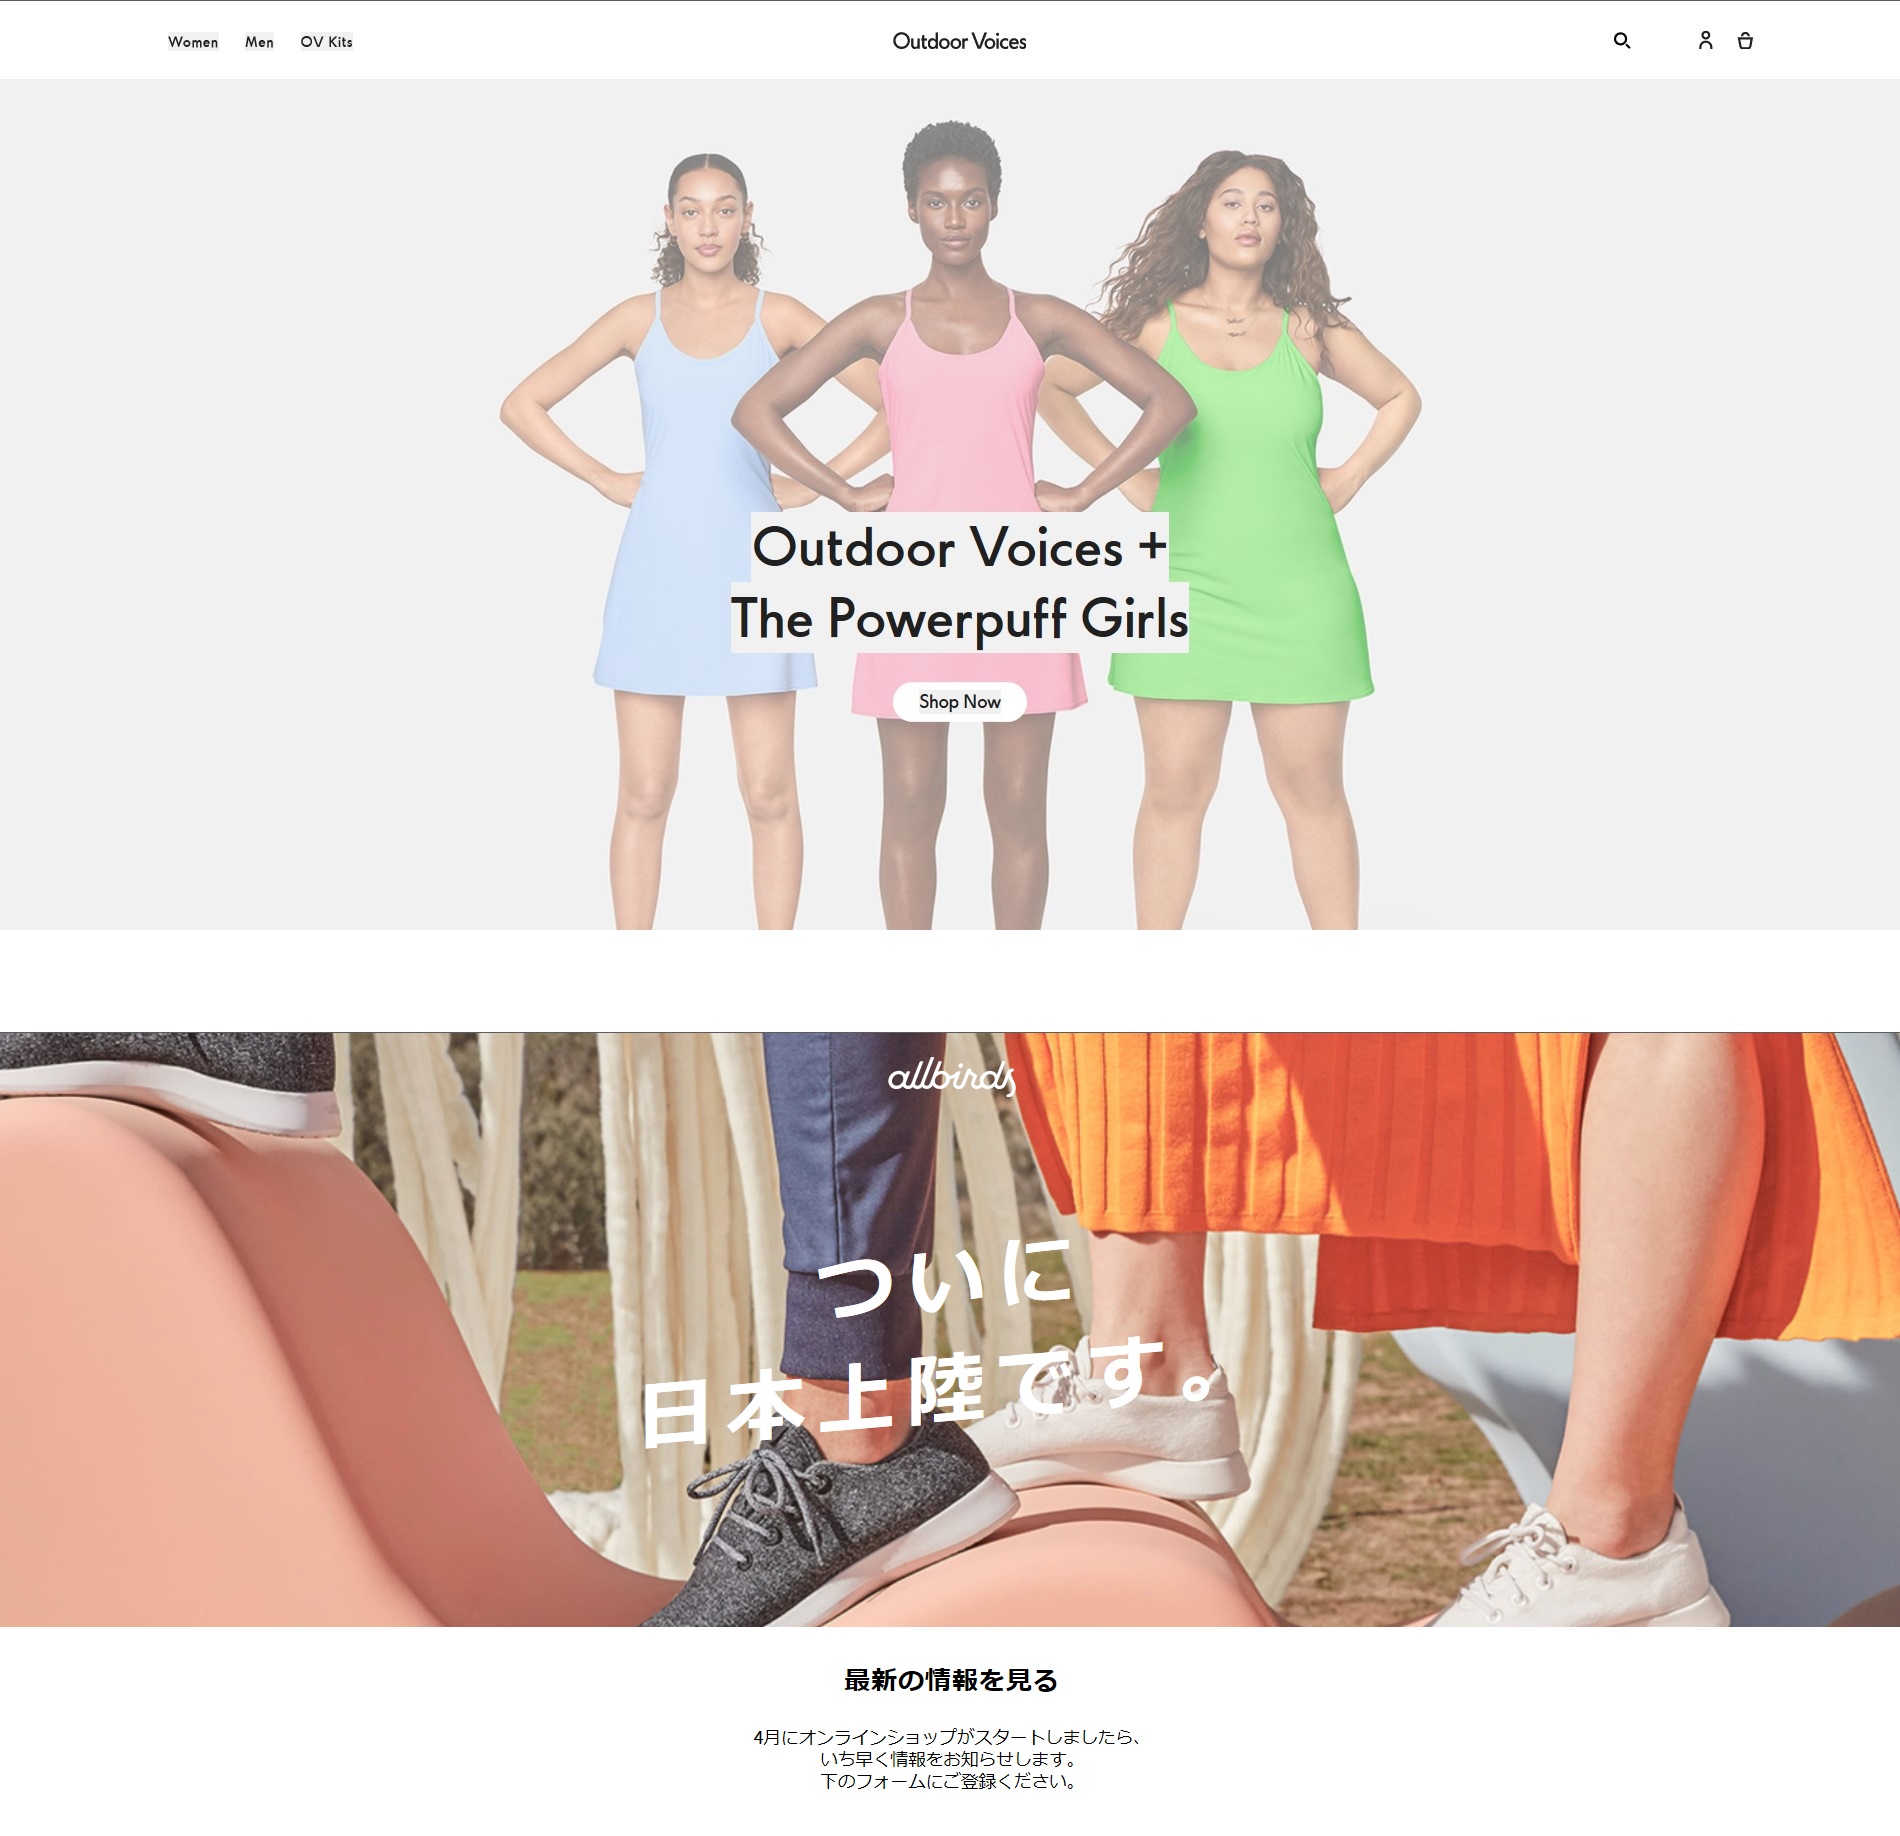 Women Men OV Kits
Outdoor Voices
Outdoor Voices +
The Powerpuff Girls
Shop Now
allbirds
ついに
日本上陸です。
最新の情報を見る
4月にオンラインショップがスタートしましたら、
いち早く情報をお知らせします。
下のフォームにご登録ください。